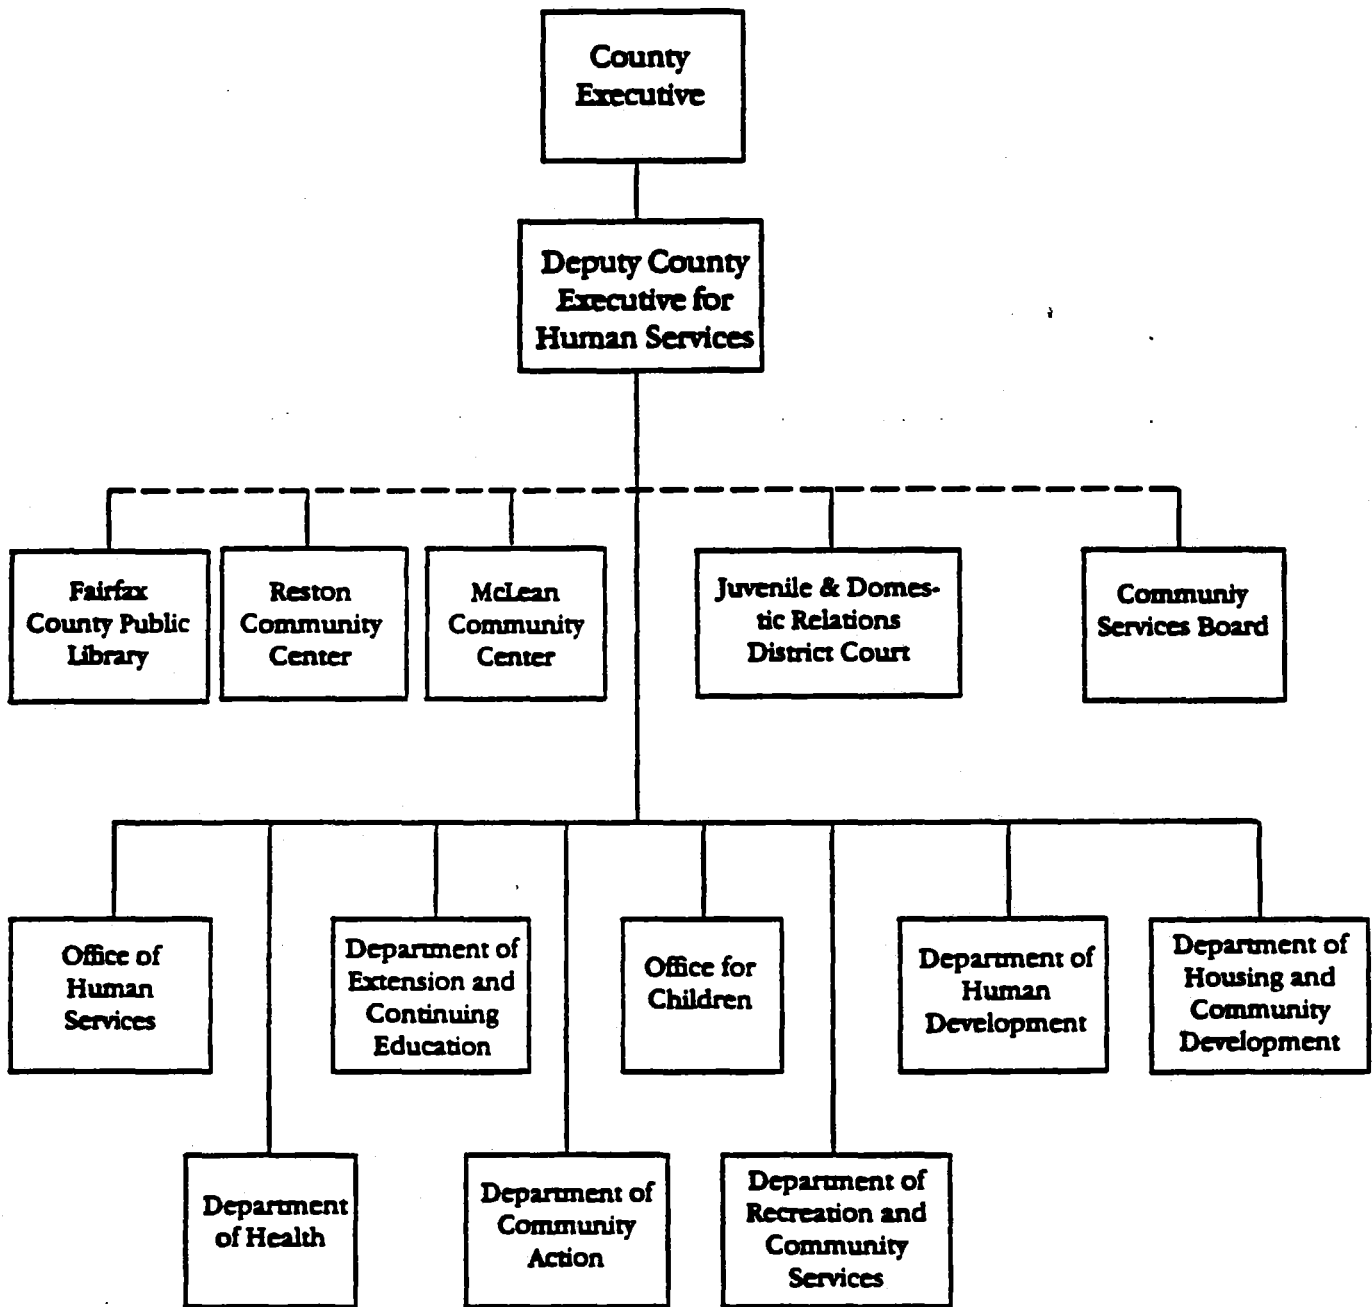 County
Executive
Deputy County
Executive for
Human Services
Fairfax
County Public
Library
Reston
Community
Center
McLean
Community
Center
Juvenile & Domes-
tic Relations
District Court
Communiy
Services Board
Office of
Human
Services
Department of
Extension and
Continuing
Education
Office for
Children
Department of
Human
Development
Department of
Housing and
Community
Development
Department
of Health
Department of
Community
Action
Department of
Recreation and
Community
Services